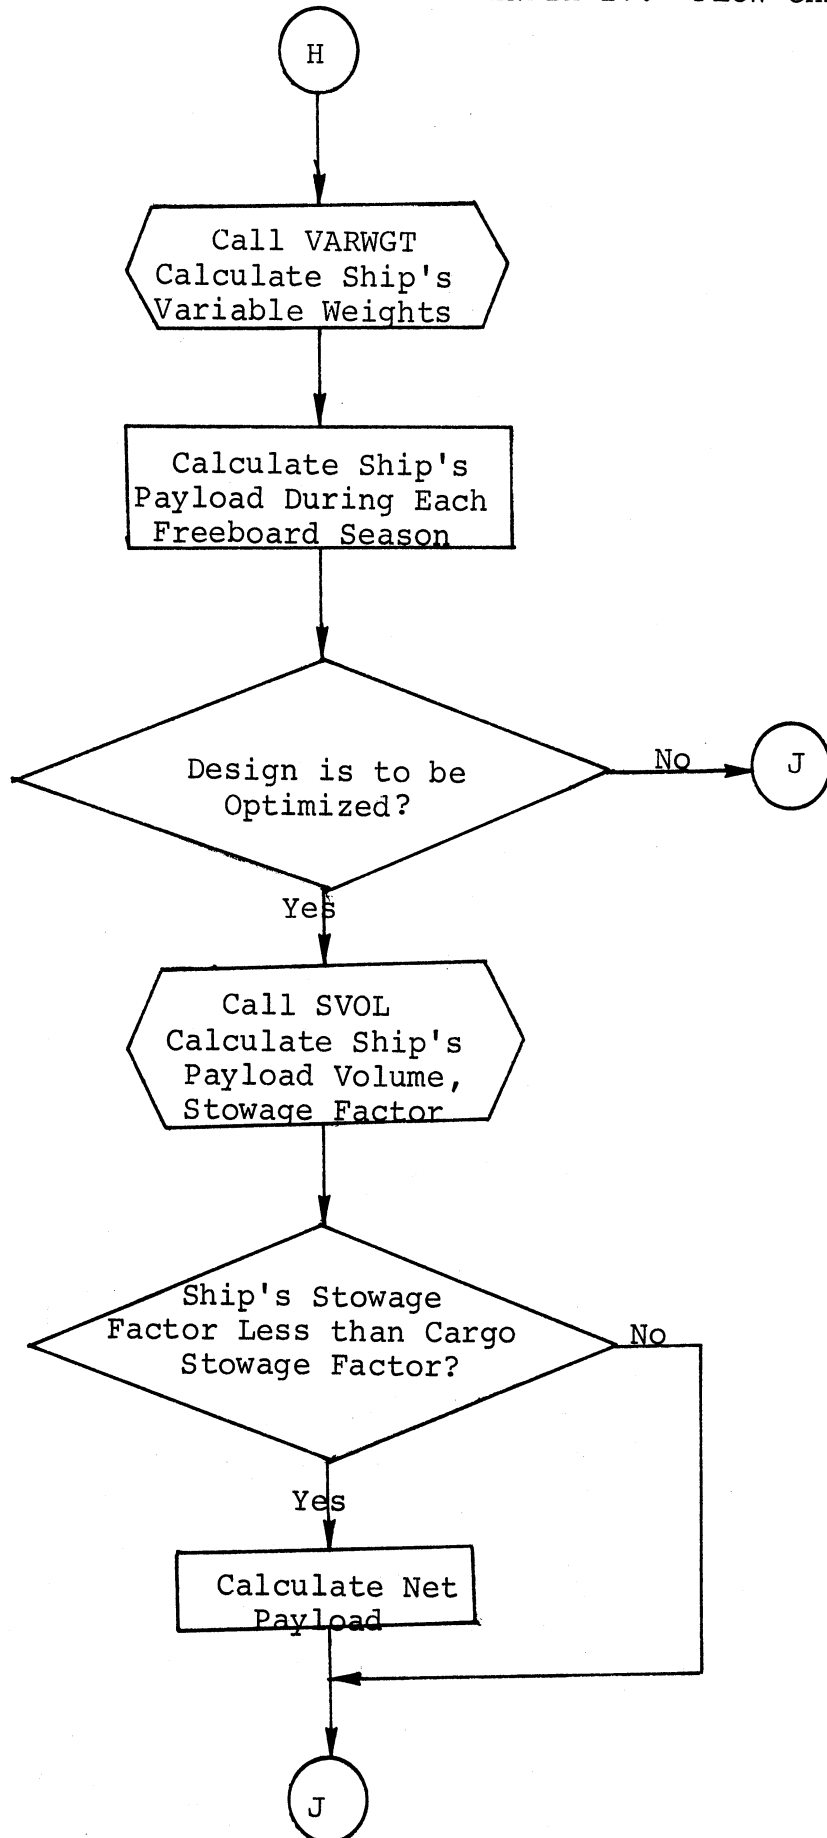 H
Call VARWGT
Calculate Ship's
Variable Weights
Calculate Ship's
Payload During Each
Freeboard Season
Design is to be
Optimized?
No
J
Yes
Call SVOL
Calculate Ship's
Payload Volume,
Stowage Factor
Ship's Stowage
Factor Less than Cargo
Stowage Factor?
No
Yes
Calculate Net
Payload
J